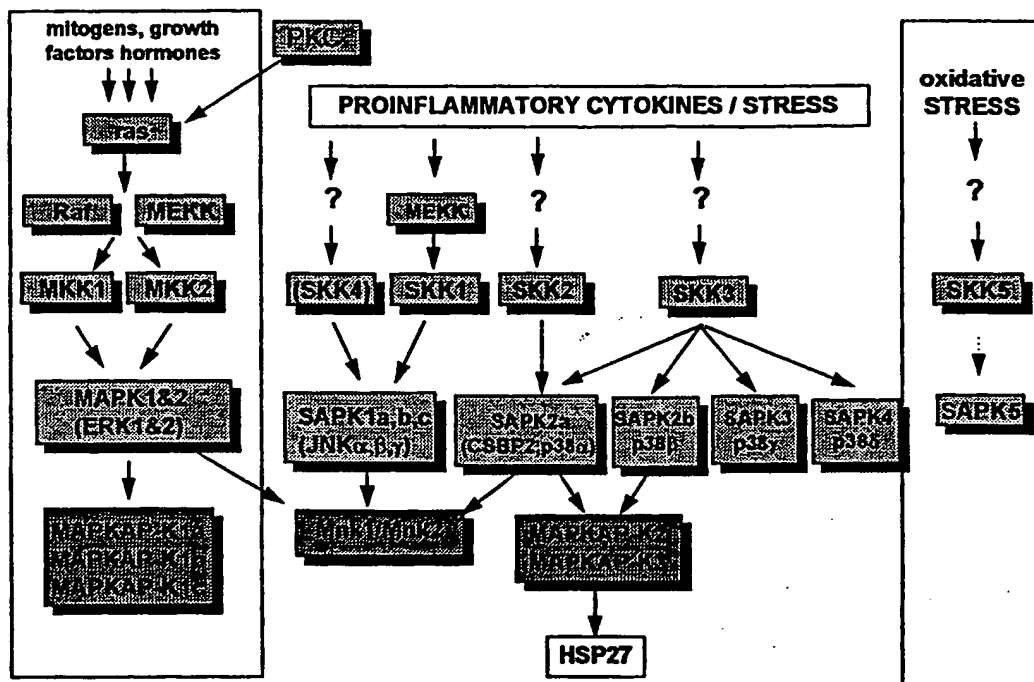 mitogens, growth
factors hormones
PKC
ras
Raf
MEKK
MKK1
MKK2
MAPK1&2
(ERK1&2)
MAPKAP-K1a
MAPKAP-K1b
MAPKAP-K1c
PROINFLAMMATORY CYTOKINES / STRESS
?
?
?
MEKK
(SKK4)
SKK1
SKK2
SKK3
SAPK1a,b,c
(JNKα,β,γ)
SAPK2a
(CSBP2;p38α)
SAPK2b
p38β
SAPK3
p38γ
SAPK4
p38δ
MAPKAP-K2
MAPKAP-K3
HSP27
oxidative
STRESS
?
SKK5
SAPK5